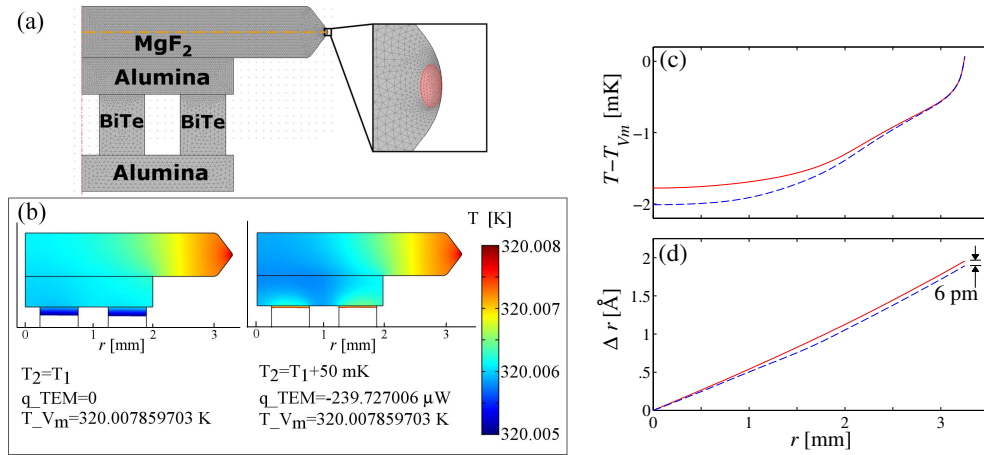 (a)
MgF2
Alumina
BiTe BiTe
Alumina
(b)
T [K]
320.008
320.007
320.006
320.005
0 1 2 3
r [mm]
T2=T1
q_TEM=0
T_Vm=320.007859703 K
0 1 2 3
r [mm]
T2=T1+50 mK
q_TEM=-239.727006 μW
T_Vm=320.007859703 K
(c)
T−TVm [mK]
0
−1
−2
(d)
Δ r [Å]
2
1.5
1
.5
0
6 pm
0 1 2 3
r [mm]